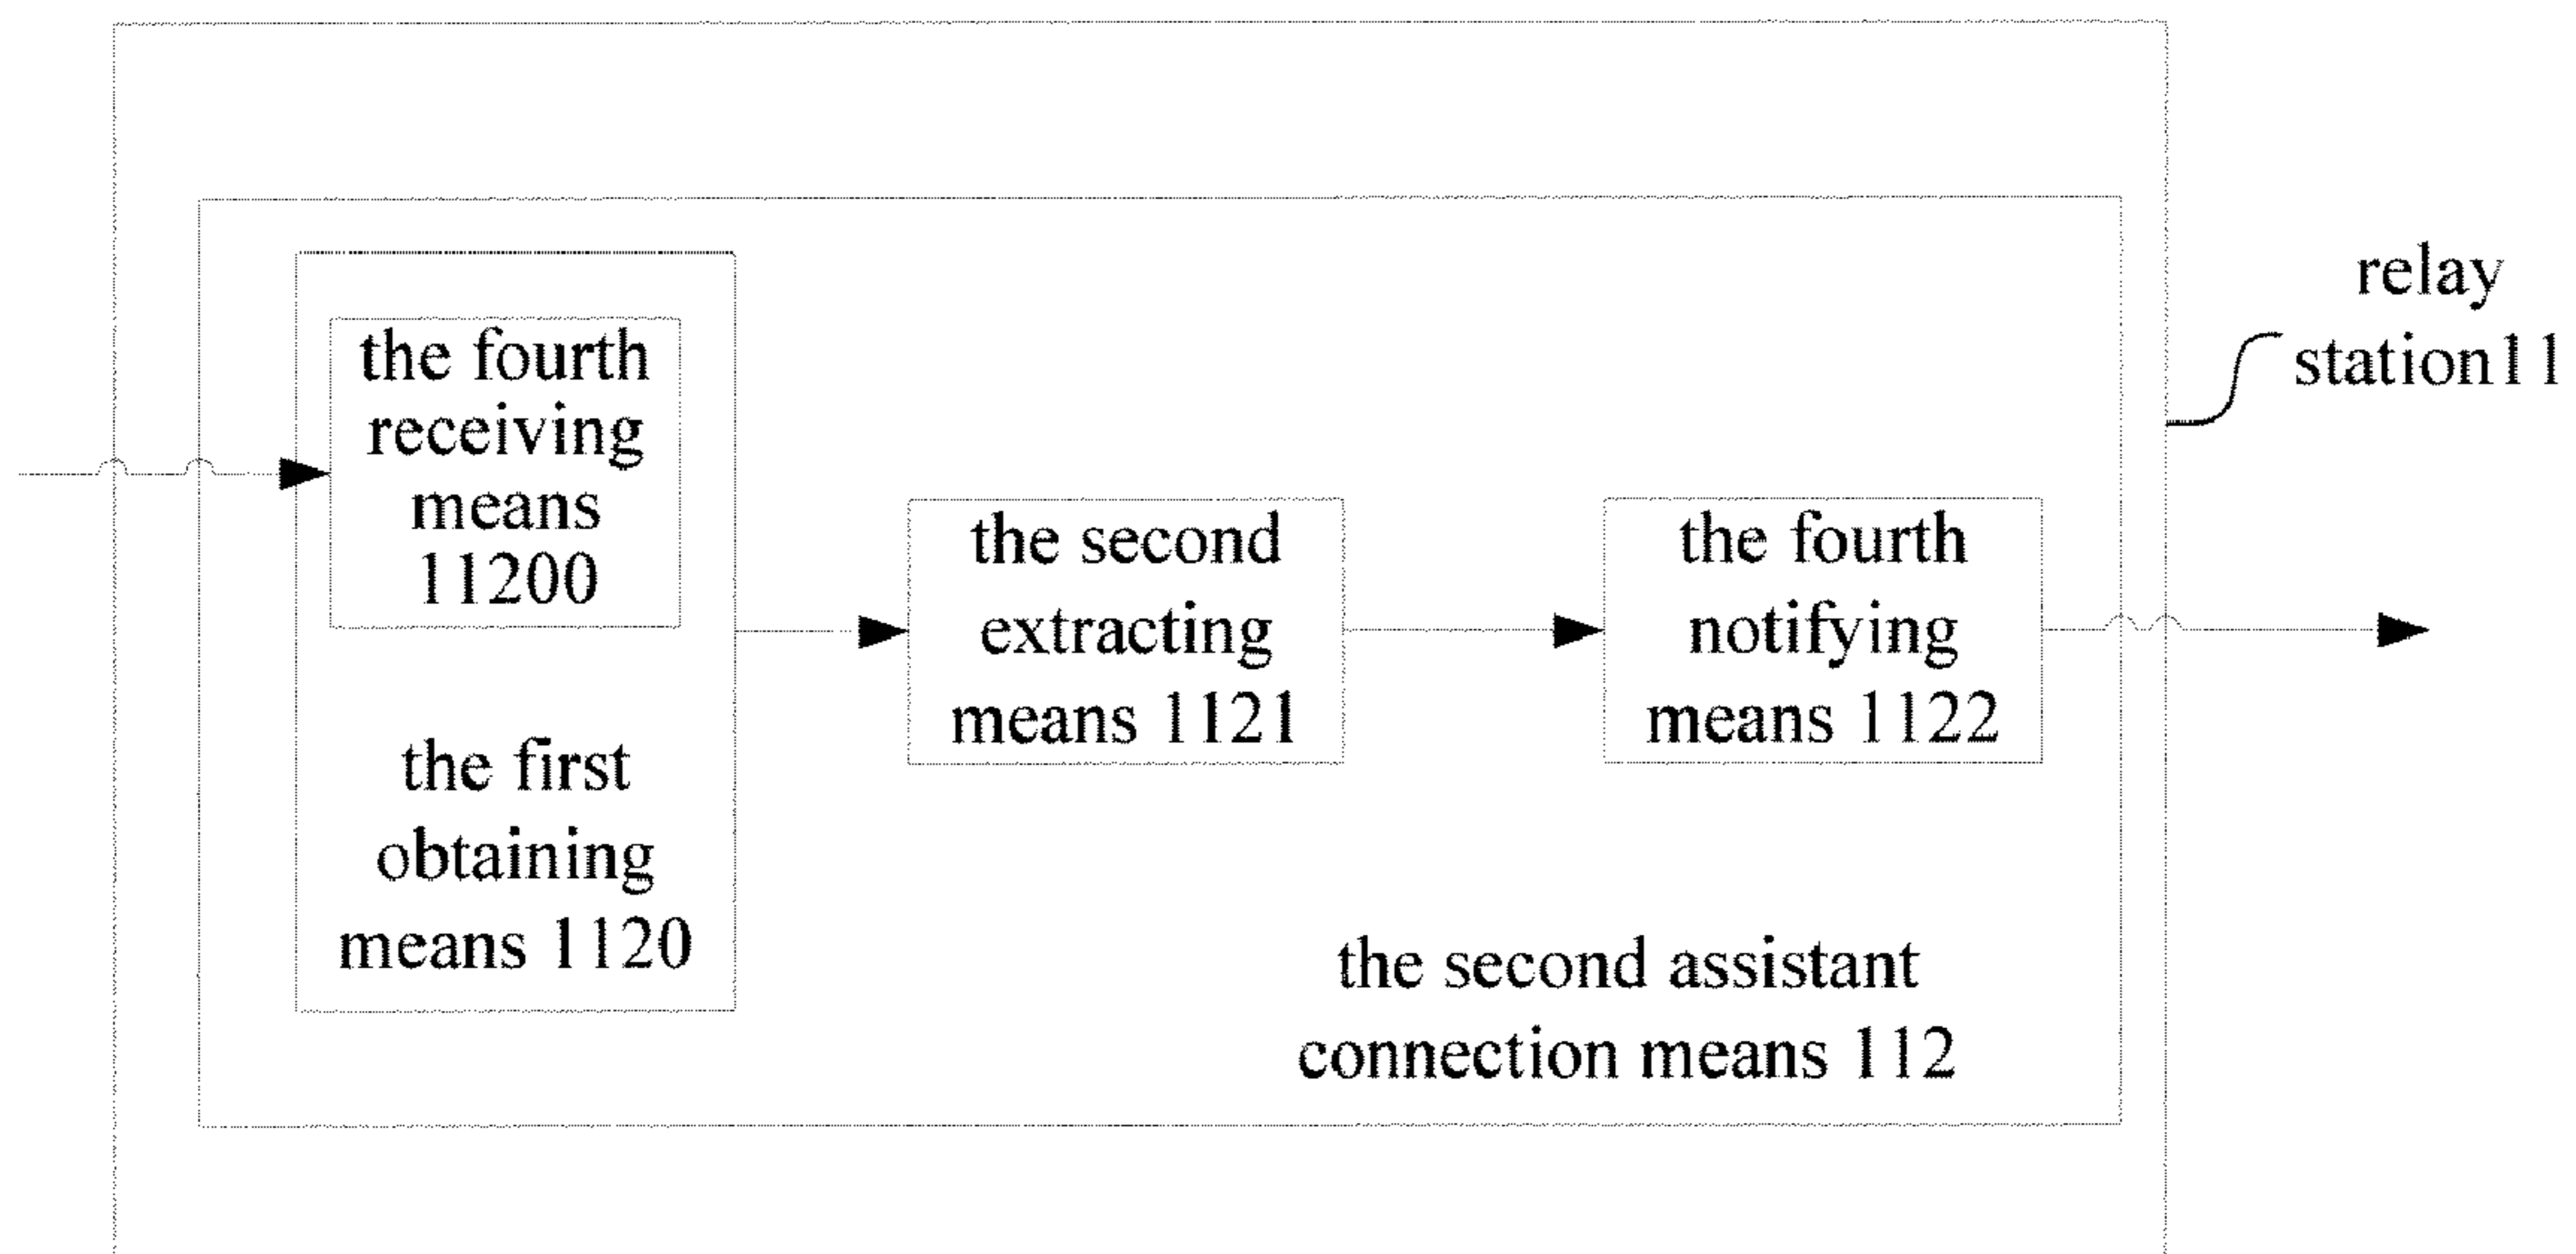 the fourth
receiving
means
11200
the first
obtaining
means 1120
the second
extracting
means 1121
the fourth
notifying
means 1122
the second assistant
connection means 112
relay
station11